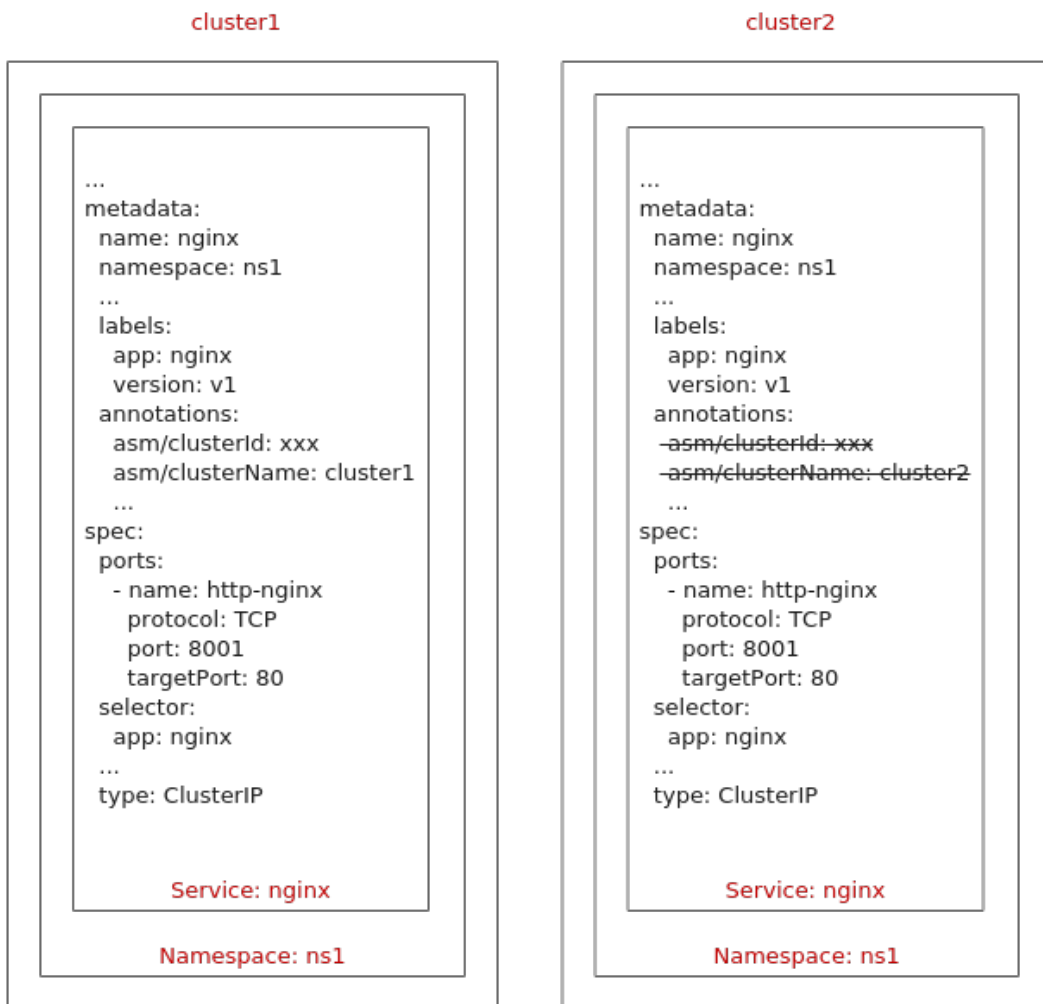 cluster1
...
metadata:
name: nginx
namespace: ns1
...
labels:
app: nginx
version: v1
annotations:
asm/clusterId: xxx
asm/clusterName: cluster1
...
spec:
ports:
- name: http-nginx
protocol: TCP
port: 8001
targetPort: 80
selector:
app: nginx
...
type: ClusterIP
Service: nginx
Namespace: ns1
cluster2
...
metadata:
name: nginx
namespace: ns1
...
labels:
app: nginx
version: v1
annotations:
asm/clusterId: xxx
asm/clusterName: cluster2
...
spec:
ports:
- name: http-nginx
protocol: TCP
port: 8001
targetPort: 80
selector:
app: nginx
...
type: ClusterIP
Service: nginx
Namespace: ns1